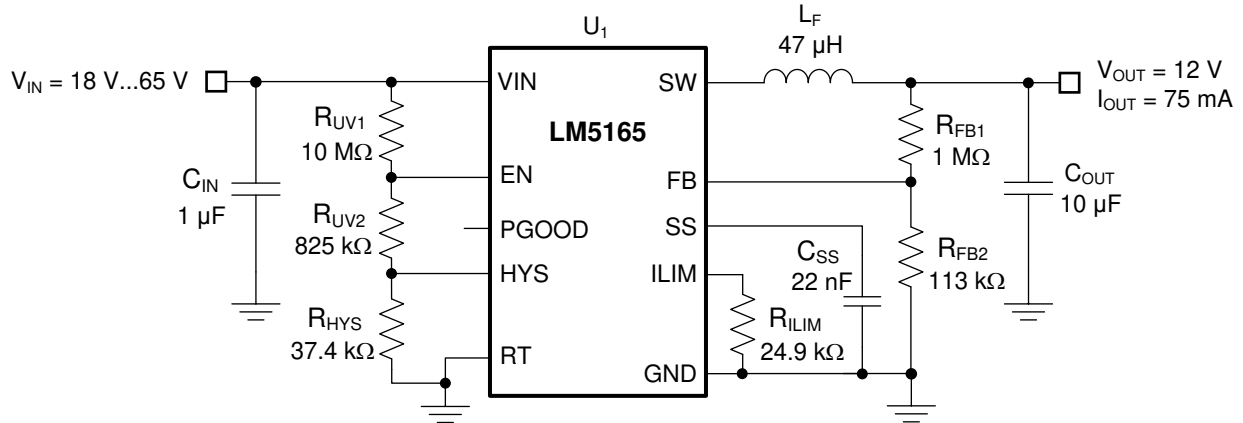 U1
LF
47 µH
VIN = 18 V...65 V
VIN
SW
VOUT = 12 V
IOUT = 75 mA
RUV1
10 MΩ
LM5165
RFB1
1 MΩ
CIN
1 µF
EN
FB
COUT
10 µF
RUV2
825 kΩ
PGOOD
SS
CSS
22 nF
RFB2
113 kΩ
HYS
ILIM
RHYS
37.4 kΩ
RILIM
24.9 kΩ
RT
GND